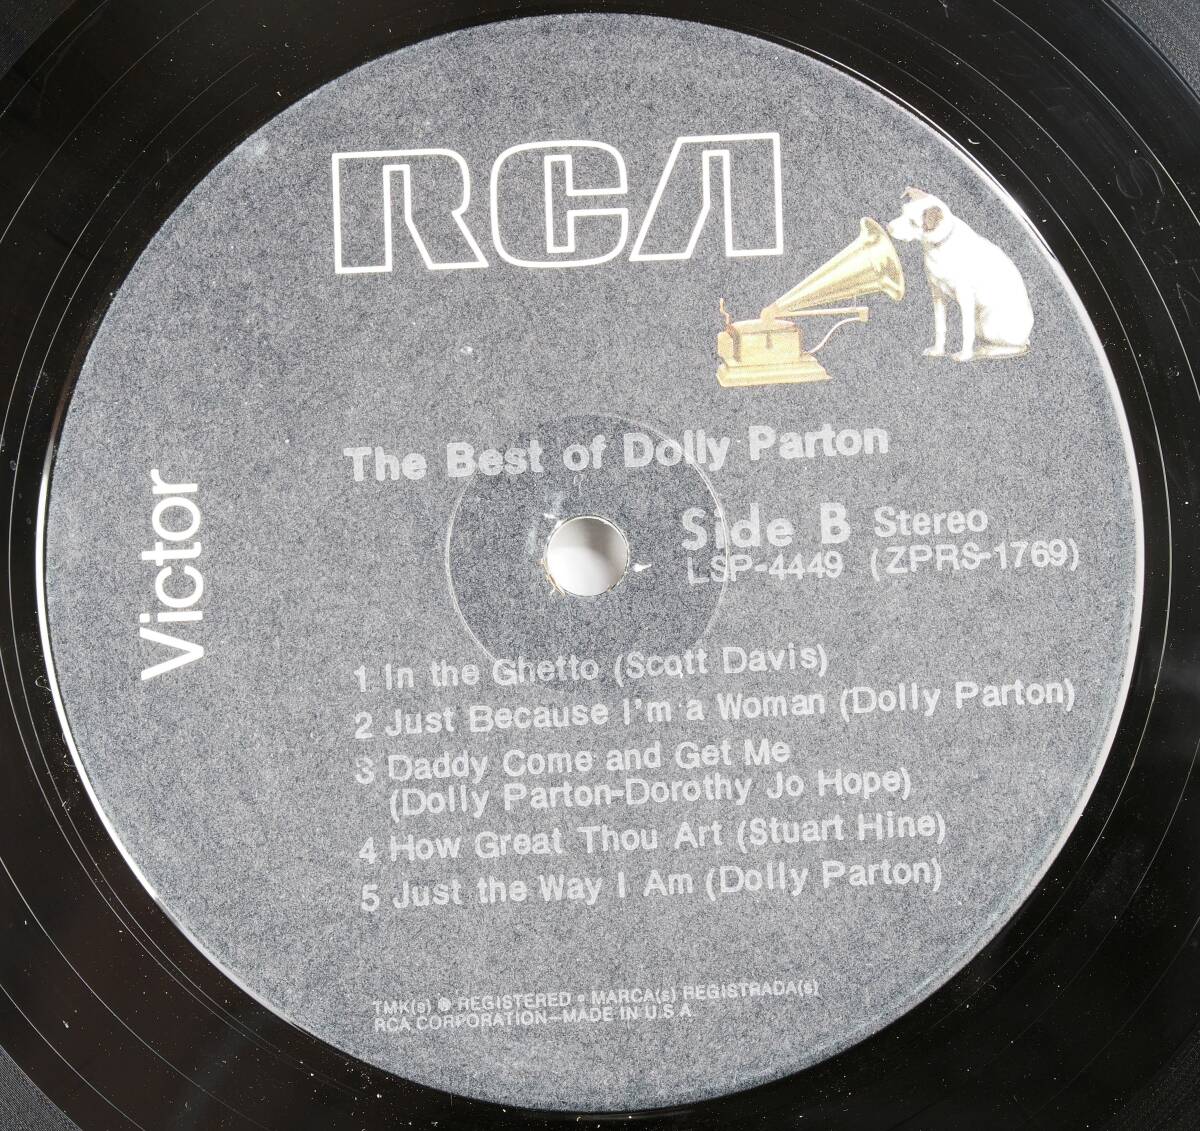 RCA
Victor
The Best of Dolly Parton
Side B Stereo
LSP-4449 (ZPRS-1769)
1 In the Ghetto (Scott Davis)
2 Just Because I'm a Woman (Dolly Parton)
3 Daddy Come and Get Me
(Dolly Parton-Dorothy Jo Hope)
4 How Great Thou Art (Stuart Hine)
5 Just the Way I Am (Dolly Parton)
TMK(s) ® REGISTERED • MARCA(s) REGISTRADA(s)
RCA CORPORATION—MADE IN U.S.A.